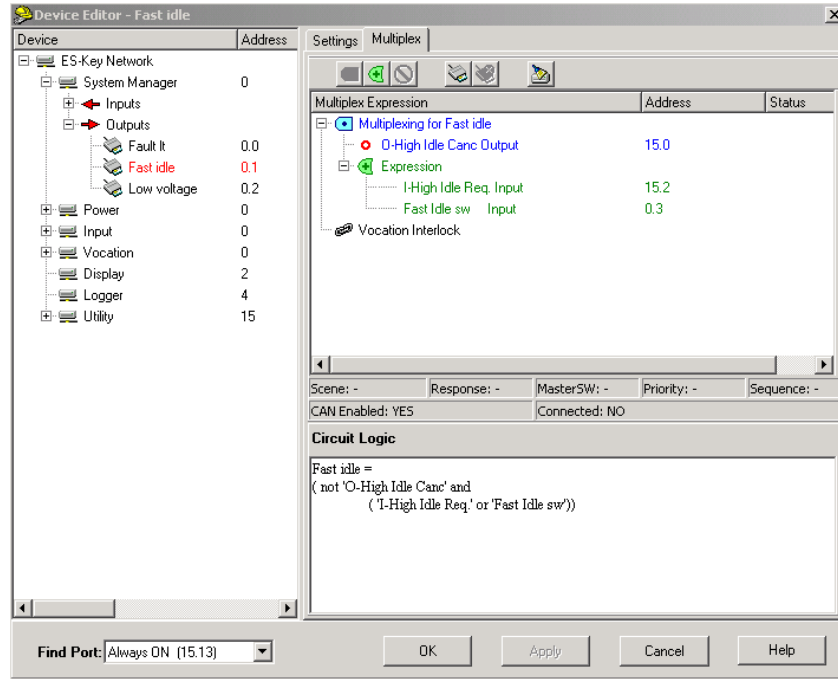 Device Editor - Fast idle
Device Address
ES-Key Network
System Manager 0
Inputs
Outputs
Fault lt 0.0
Fast idle 0.1
Low voltage 0.2
Power 0
Input 0
Vocation 0
Display 2
Logger 4
Utility 15
Settings Multiplex
Multiplex Expression Address Status
Multiplexing for Fast idle
O-High Idle Canc Output 15.0
Expression
I-High Idle Req. Input 15.2
Fast Idle sw Input 0.3
Vocation Interlock
Scene: - Response: - MasterSW: - Priority: - Sequence: -
CAN Enabled: YES Connected: NO
Circuit Logic
Fast idle =
( not 'O-High Idle Canc' and
( 'I-High Idle Req.' or 'Fast Idle sw'))
Find Port: Always ON (15.13) OK Apply Cancel Help